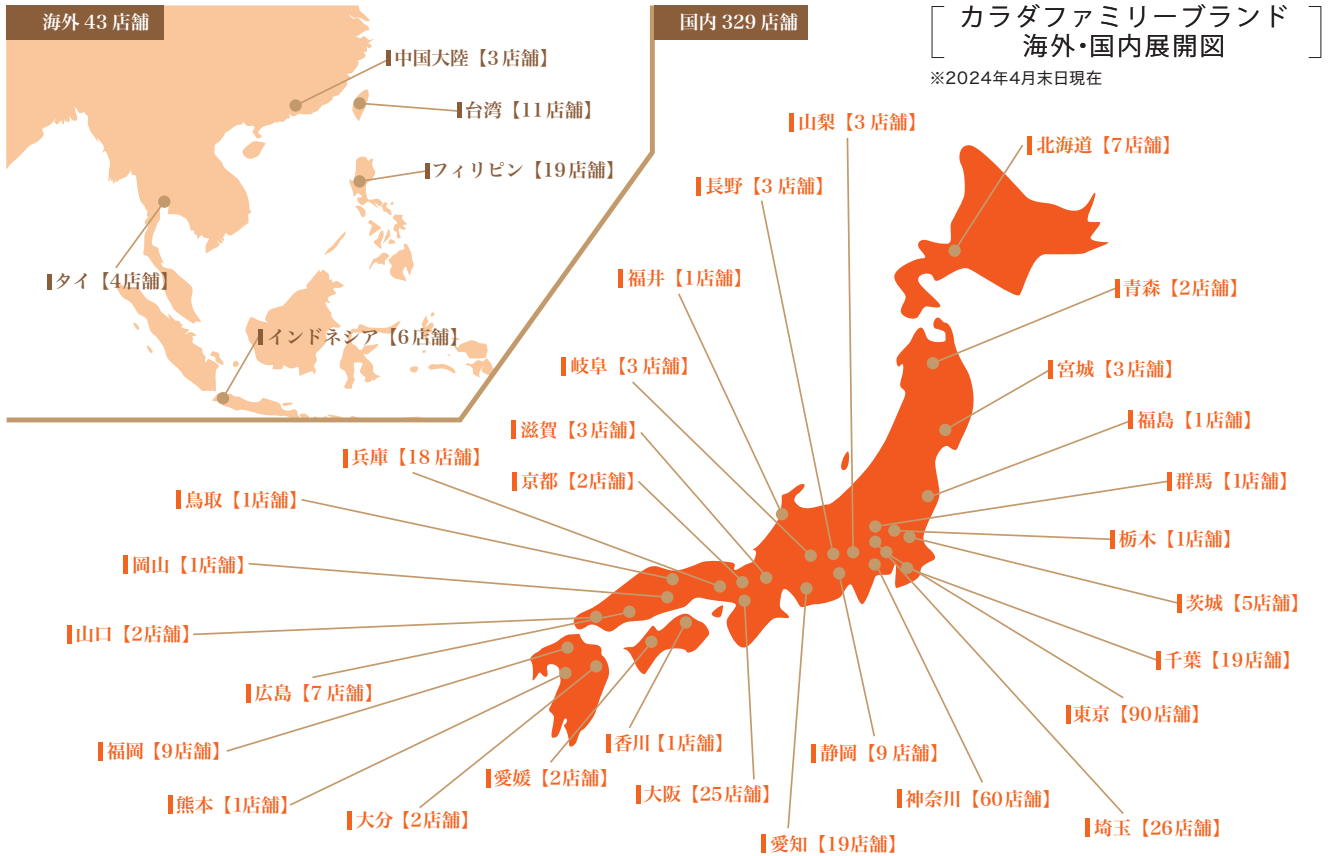 カラダファミリーブランド
海外・国内展開図
※2024年4月末日現在
海外 43 店舗
中国大陸【3店舗】
台湾【11店舗】
フィリピン【19店舗】
タイ【4店舗】
インドネシア【6店舗】
国内 329 店舗
山梨【3 店舗】
北海道【7店舗】
長野【3 店舗】
福井【1店舗】
青森【2店舗】
岐阜【3 店舗】
宮城【3店舗】
滋賀【3店舗】
福島【1店舗】
兵庫【18 店舗】
京都【2店舗】
群馬【1店舗】
鳥取【1店舗】
栃木【1店舗】
岡山【1店舗】
茨城【5店舗】
山口【2店舗】
千葉【19店舗】
広島【7 店舗】
東京【90店舗】
福岡【9店舗】
香川【1店舗】
静岡【9 店舗】
愛媛【2店舗】
大阪【25店舗】
神奈川【60店舗】
熊本【1店舗】
大分【2店舗】
愛知【19店舗】
埼玉【26店舗】